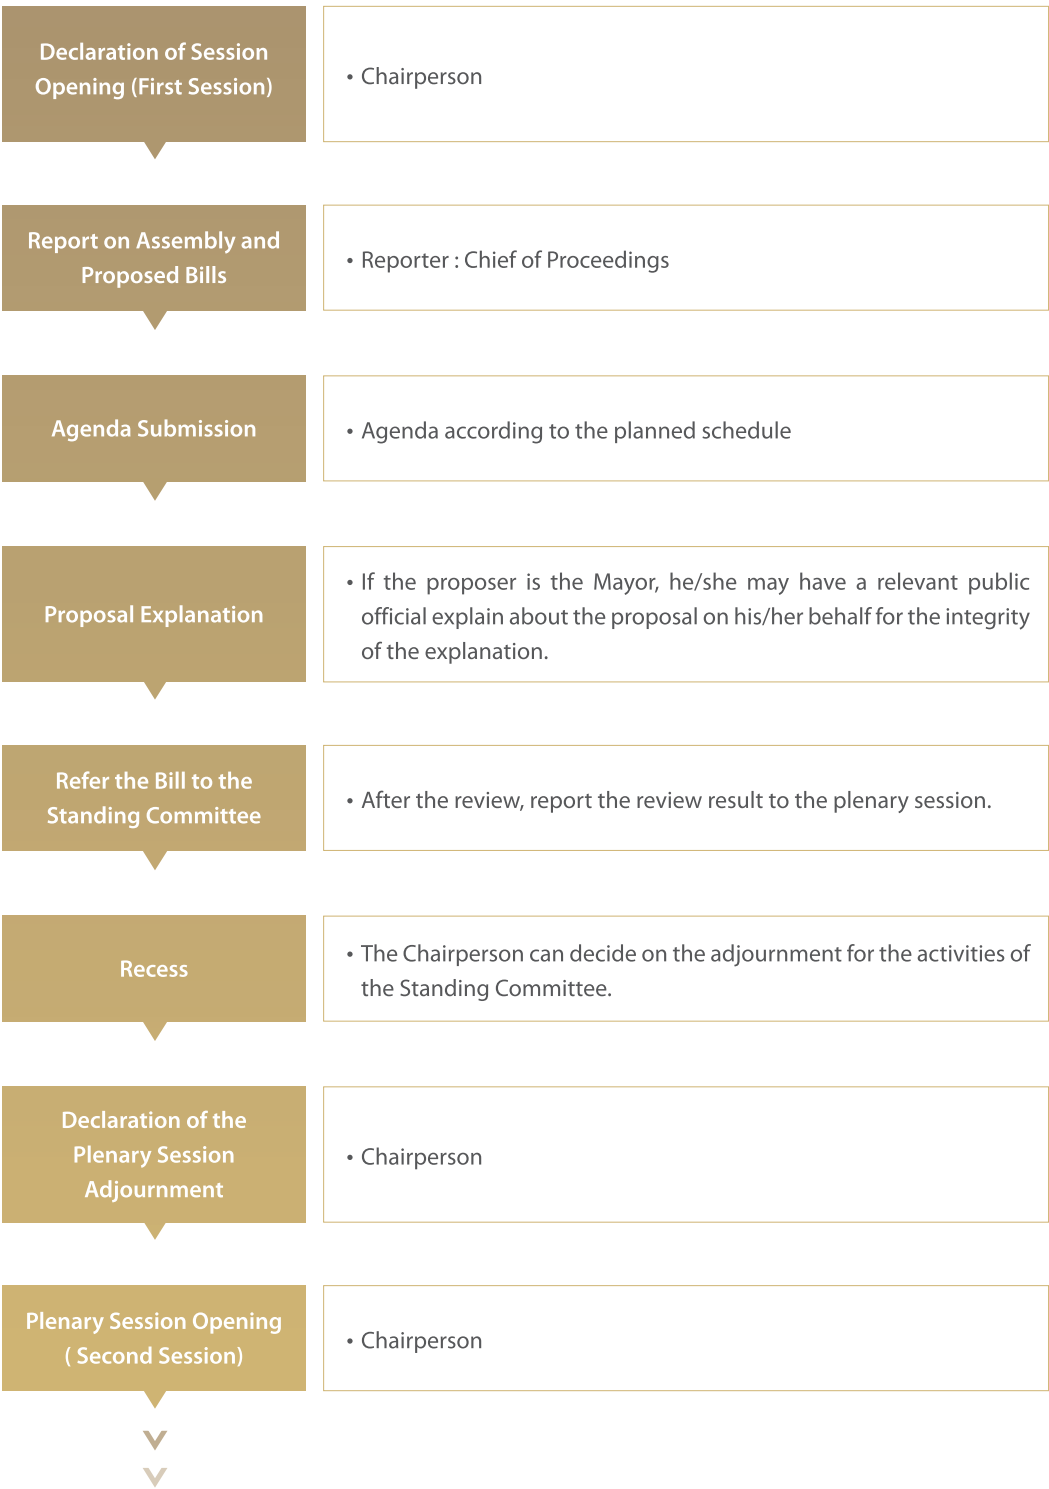 Declaration of Session
Opening (First Session)
• Chairperson
Report on Assembly and
Proposed Bills
• Reporter : Chief of Proceedings
Agenda Submission
• Agenda according to the planned schedule
Proposal Explanation
• If the proposer is the Mayor, he/she may have a relevant public
official explain about the proposal on his/her behalf for the integrity
of the explanation.
Refer the Bill to the
Standing Committee
• After the review, report the review result to the plenary session.
Recess
• The Chairperson can decide on the adjournment for the activities of
the Standing Committee.
Declaration of the
Plenary Session
Adjournment
• Chairperson
Plenary Session Opening
( Second Session)
• Chairperson